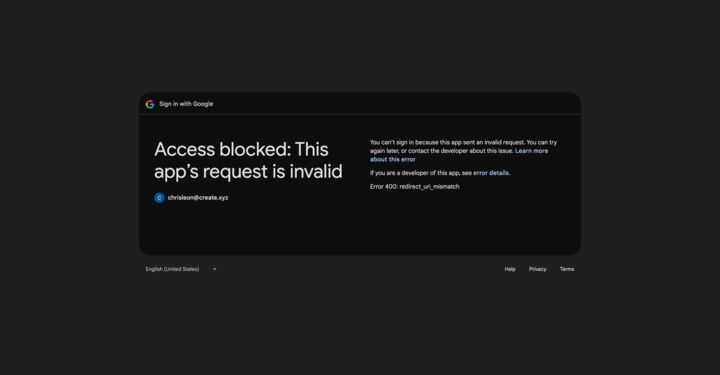 Sign in with Google
Access blocked: This
app’s request is invalid
C chrisleon@create.xyz
You can’t sign in because this app sent an invalid request. You can try
again later, or contact the developer about this issue. Learn more
about this error
If you are a developer of this app, see error details.
Error 400: redirect_uri_mismatch
English (United States)
Help Privacy Terms